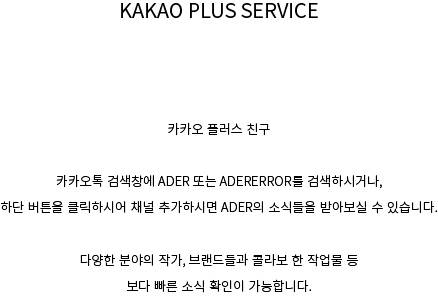 KAKAO PLUS SERVICE
카카오 플러스 친구
카카오톡 검색창에 ADER 또는 ADERERROR를 검색하시거나,
하단 버튼을 클릭하시어 채널 추가하시면 ADER의 소식들을 받아보실 수 있습니다.
다양한 분야의 작가, 브랜드들과 콜라보 한 작업물 등
보다 빠른 소식 확인이 가능합니다.